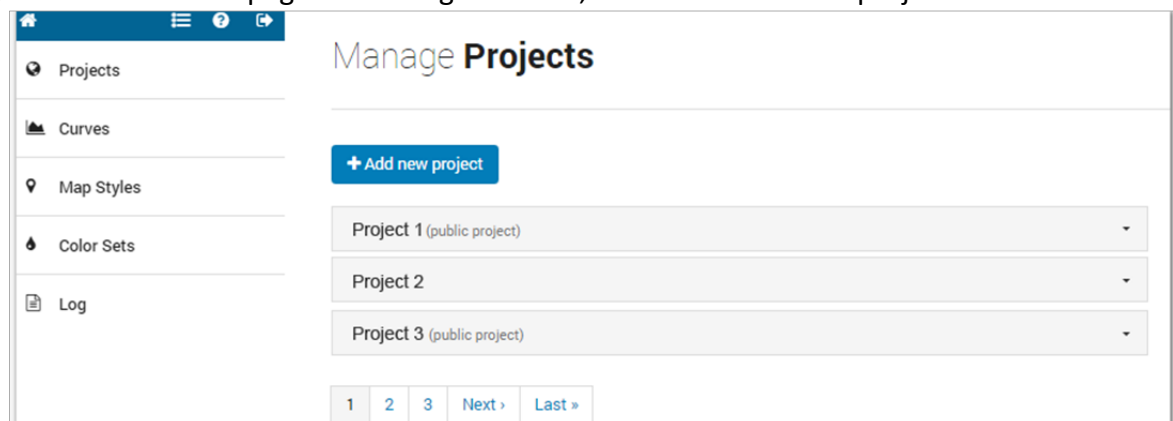 Projects
Curves
Map Styles
Color Sets
Log
Manage Projects
+ Add new project
Project 1 (public project)
Project 2
Project 3 (public project)
1 2 3 Next › Last »